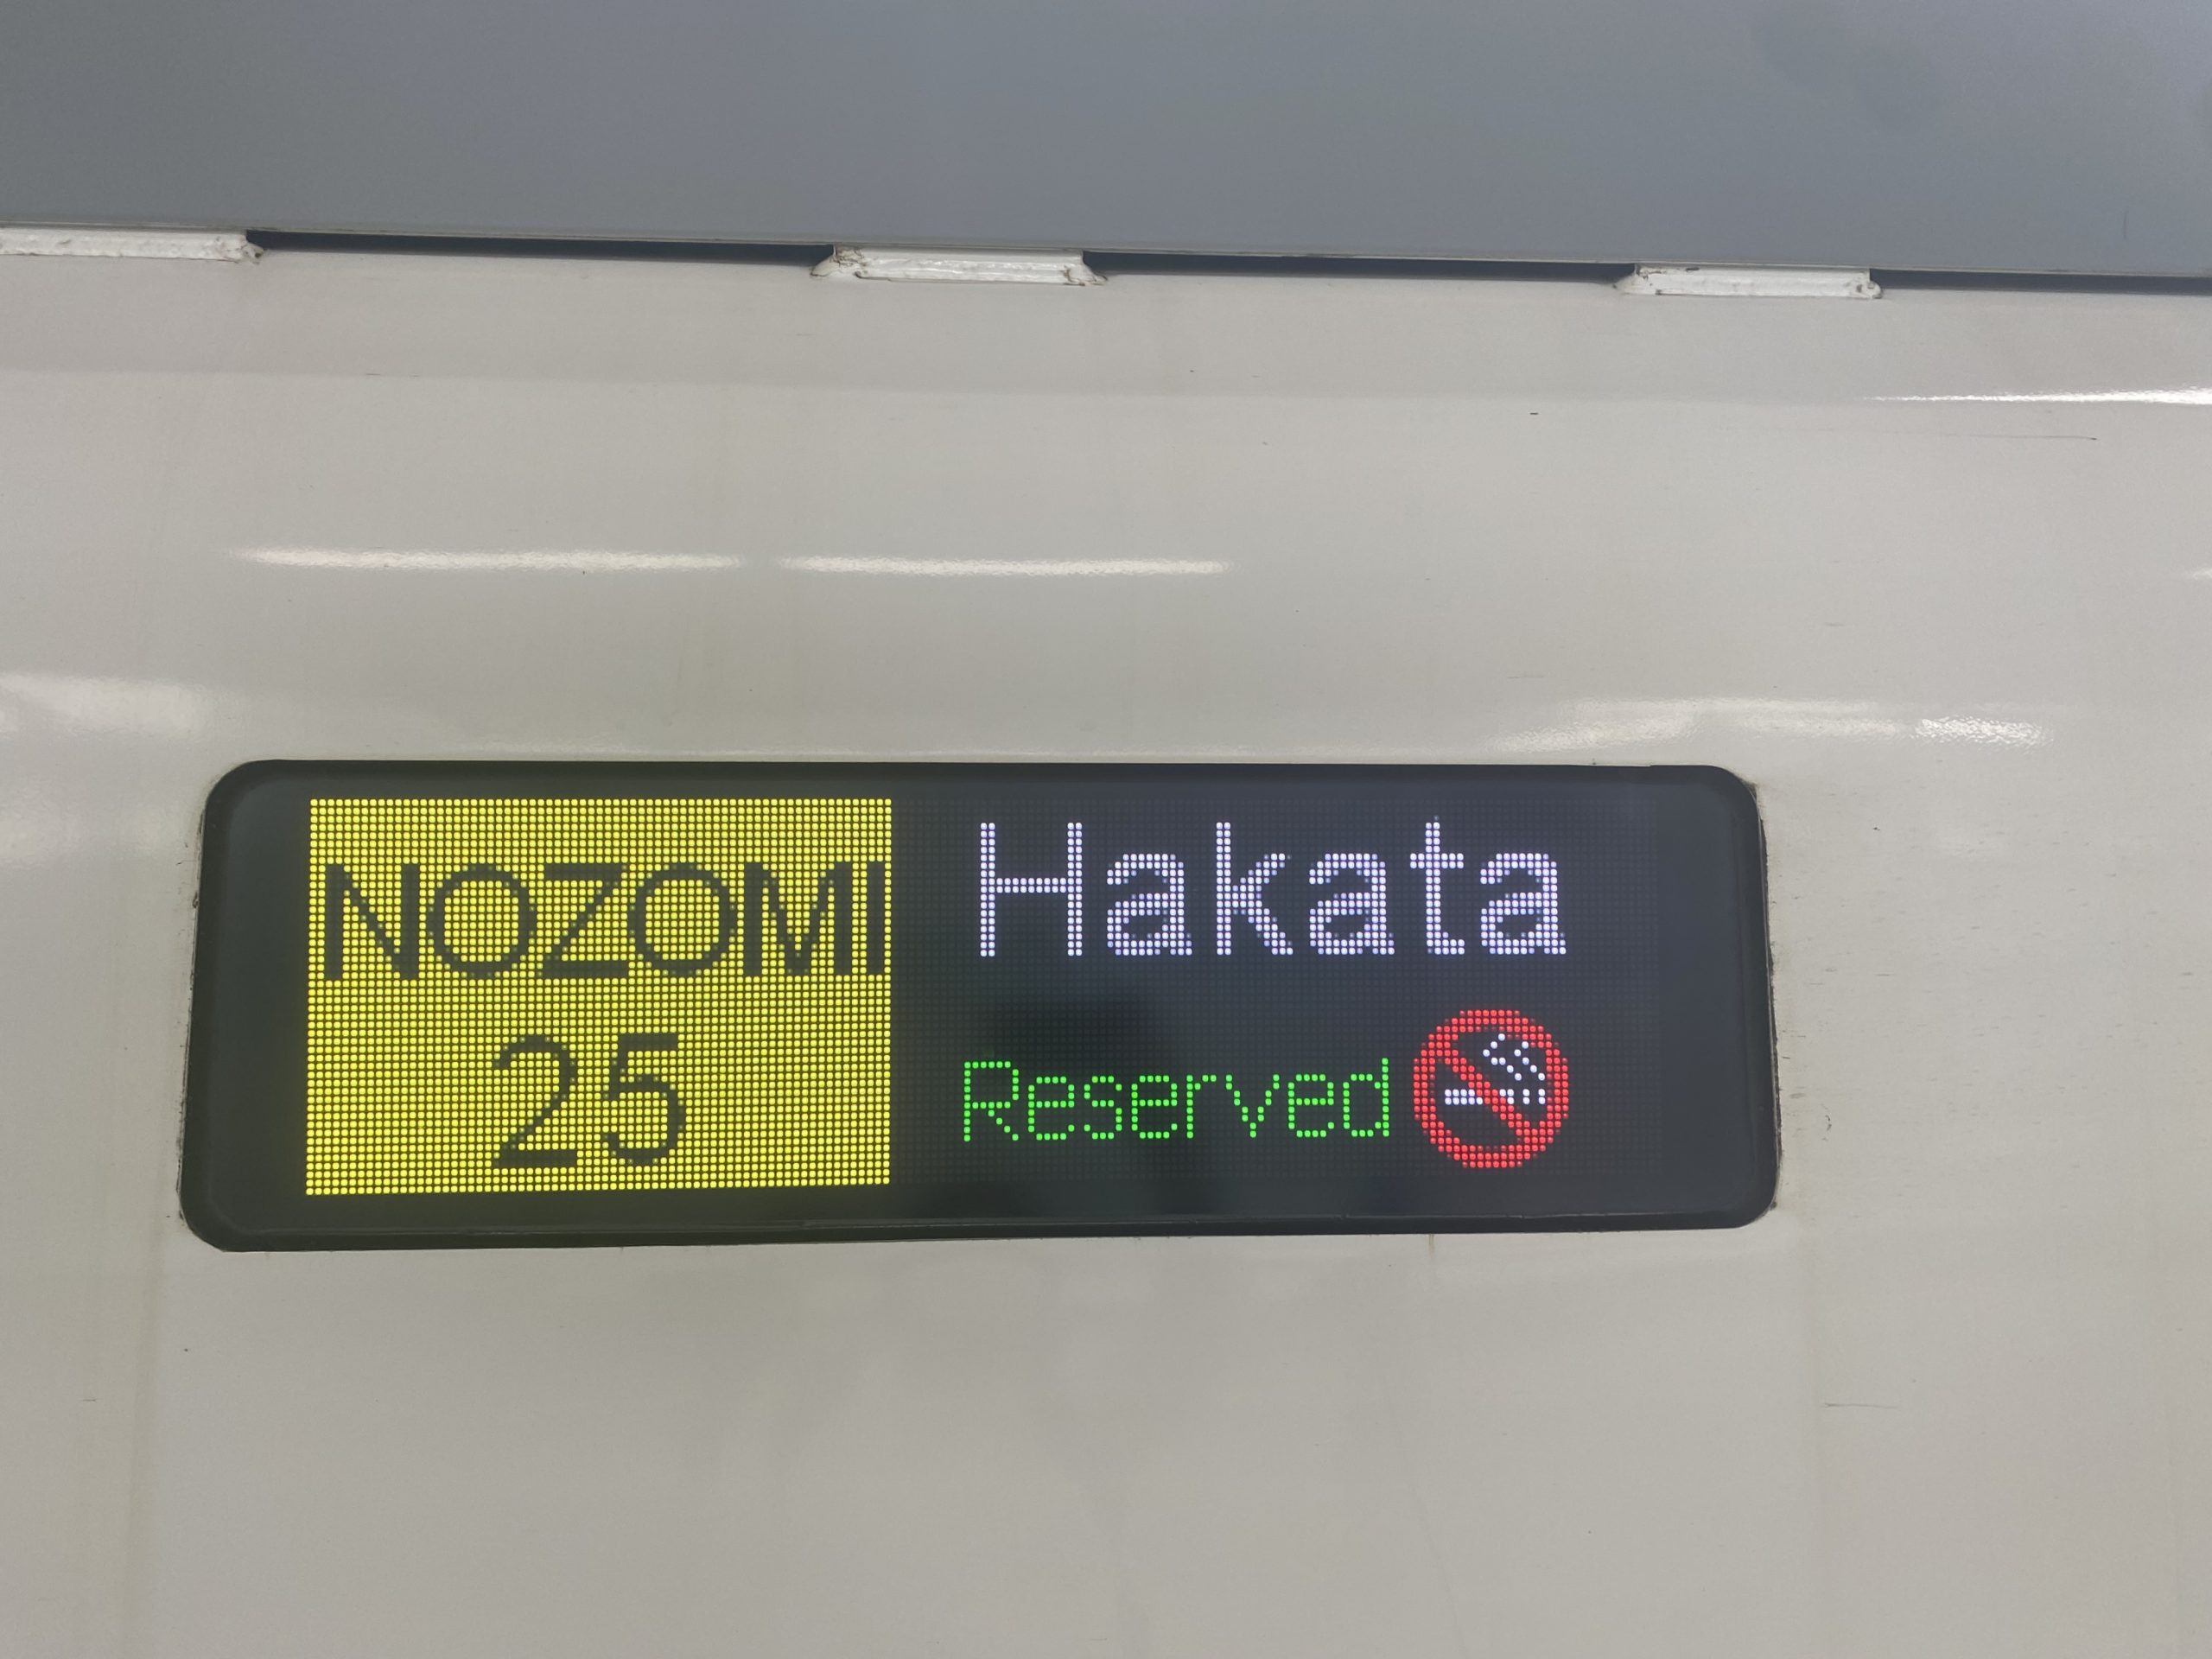 NOZOMI
25
Hakata
Reserved